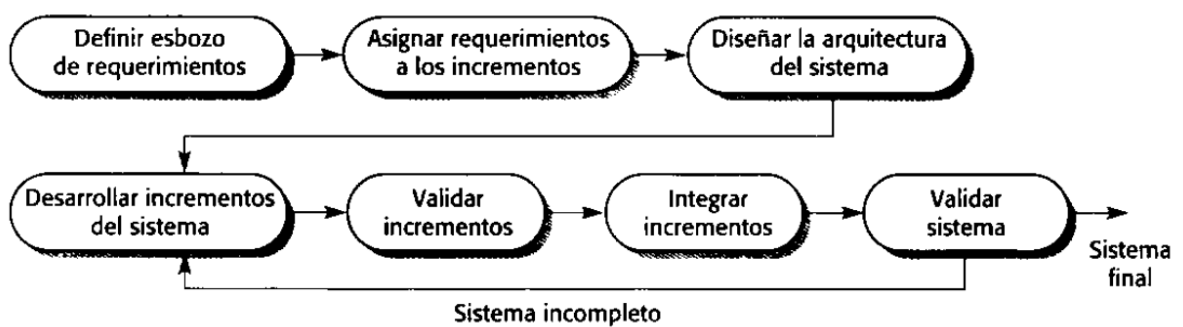 Definir esbozo
de requerimientos
Asignar requerimientos
a los incrementos
Diseñar la arquitectura
del sistema
Desarrollar incrementos
del sistema
Validar
incrementos
Integrar
incrementos
Validar
sistema
Sistema
final
Sistema incompleto